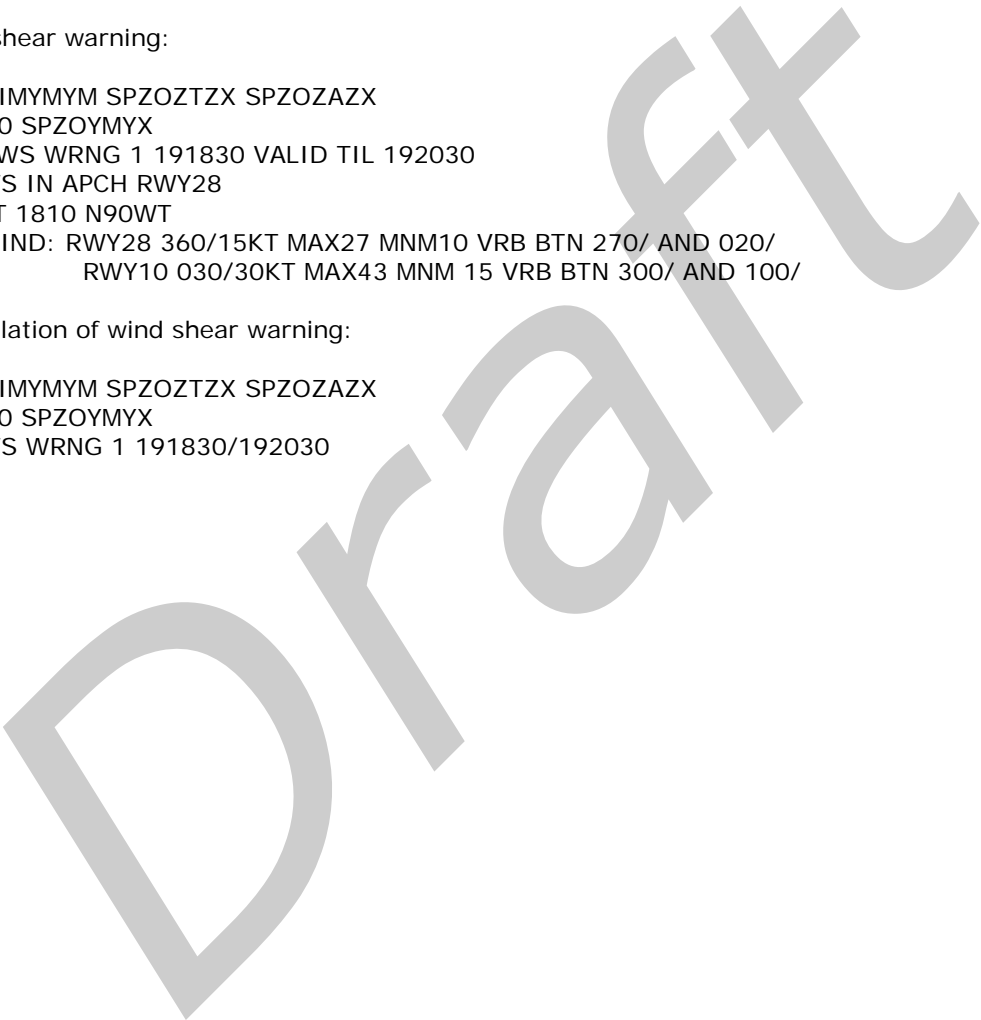 shear warning:
IMYMYM SPZOZTZX SPZOZAZX
0 SPZOYMYX
WS WRNG 1 191830 VALID TIL 192030
S IN APCH RWY28
T 1810 N90WT
IND: RWY28 360/15KT MAX27 MNM10 VRB BTN 270/ AND 020/
RWY10 030/30KT MAX43 MNM 15 VRB BTN 300/ AND 100/
lation of wind shear warning:
IMYMYM SPZOZTZX SPZOZAZX
0 SPZOYMYX
S WRNG 1 191830/192030
Draft